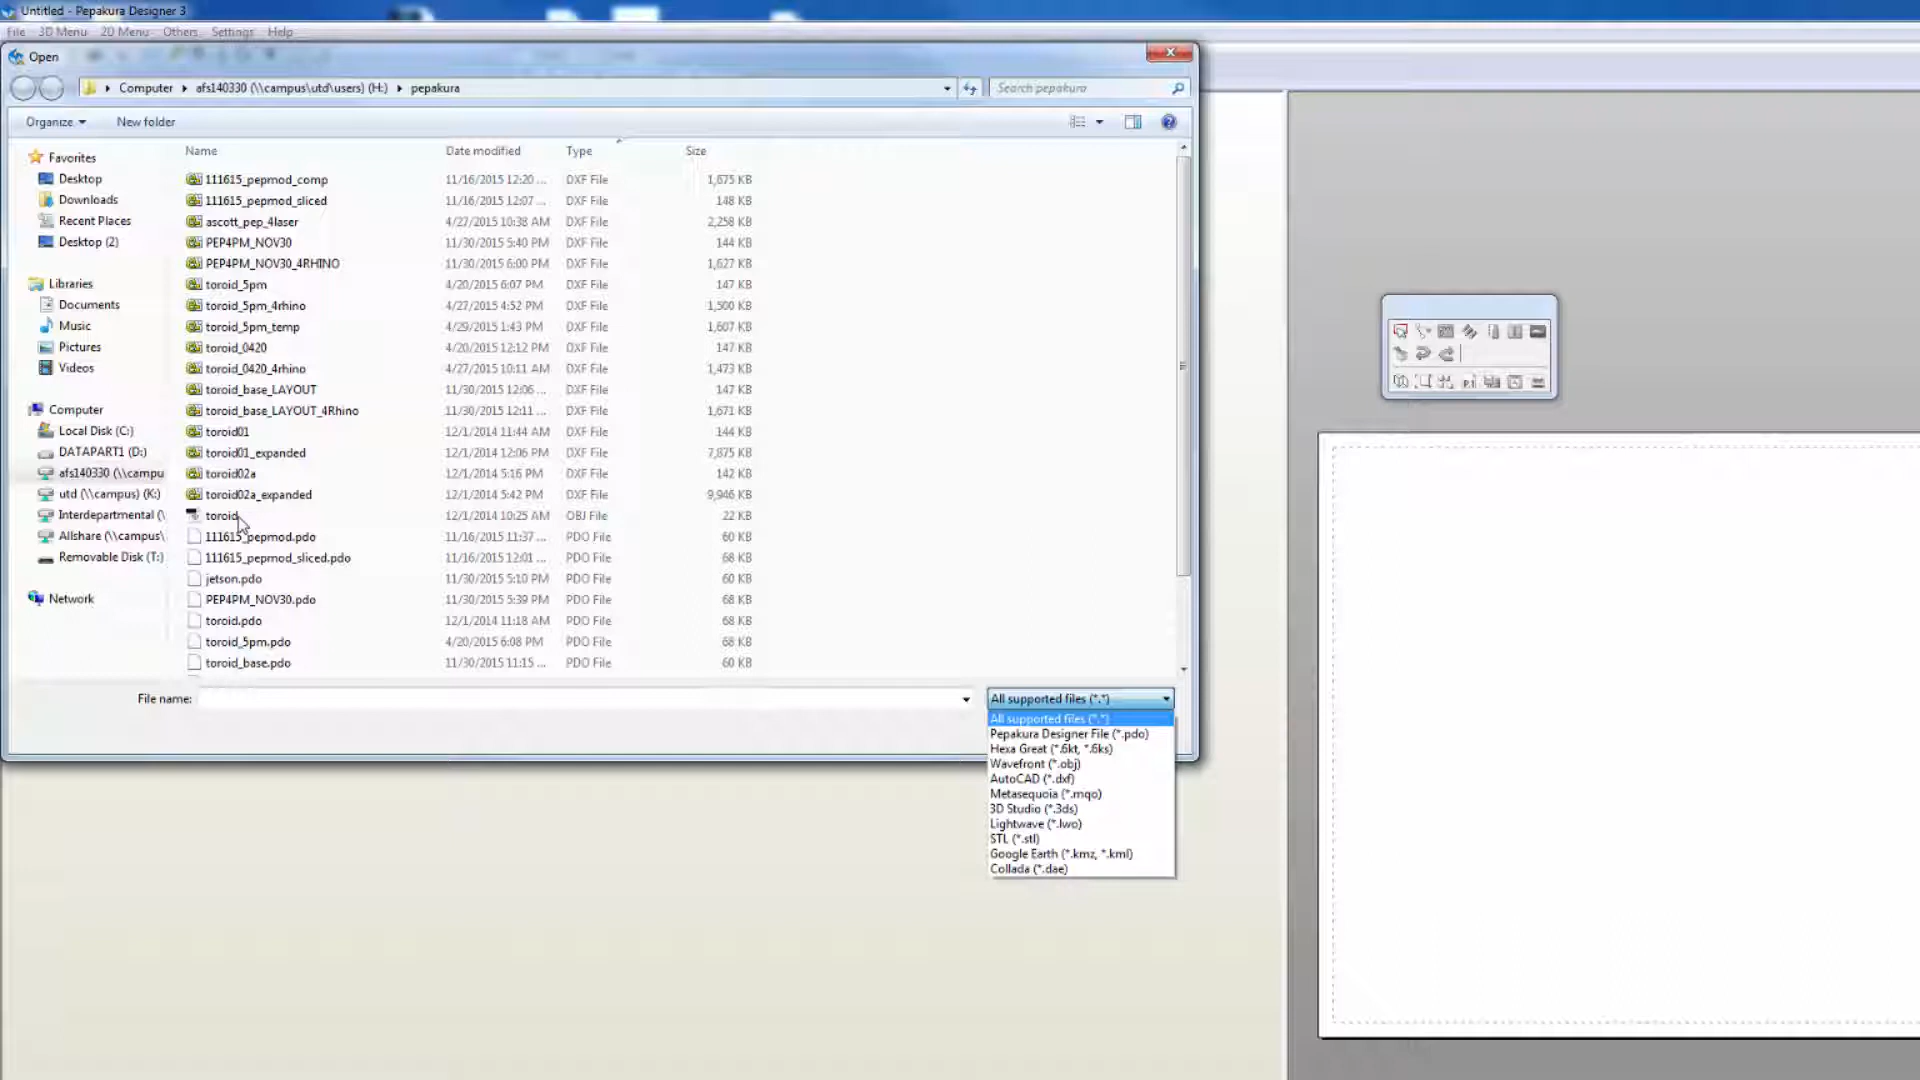 Untitled - Pepakura Designer 3
File 3D Menu 2D Menu Others Settings Help
Open
Computer afs140330 (\\campus\utd\users) (H:) pepakura
Search pepakura
Organize New folder
Name Date modified Type Size
Favorites
Desktop
Downloads
Recent Places
Desktop (2)
Libraries
Documents
Music
Pictures
Videos
Computer
Local Disk (C:)
DATAPART1 (D:)
afs140330 (\\campu
utd (\\campus) (K:)
Interdepartmental (\
Allshare (\\campus\
Removable Disk (T:)
Network
111615_pepmod_comp 11/16/2015 12:20 ... DXF File 1,675 KB
111615_pepmod_sliced 11/16/2015 12:07 ... DXF File 148 KB
ascott_pep_4laser 4/27/2015 10:38 AM DXF File 2,258 KB
PEP4PM_NOV30 11/30/2015 5:40 PM DXF File 144 KB
PEP4PM_NOV30_4RHINO 11/30/2015 6:00 PM DXF File 1,627 KB
toroid_5pm 4/20/2015 6:07 PM DXF File 147 KB
toroid_5pm_4rhino 4/27/2015 4:52 PM DXF File 1,500 KB
toroid_5pm_temp 4/29/2015 1:43 PM DXF File 1,607 KB
toroid_0420 4/20/2015 12:12 PM DXF File 147 KB
toroid_0420_4rhino 4/27/2015 10:11 AM DXF File 1,473 KB
toroid_base_LAYOUT 11/30/2015 12:06 ... DXF File 147 KB
toroid_base_LAYOUT_4Rhino 11/30/2015 12:11 ... DXF File 1,671 KB
toroid01 12/1/2014 11:44 AM DXF File 144 KB
toroid01_expanded 12/1/2014 12:06 PM DXF File 7,875 KB
toroid02a 12/1/2014 5:16 PM DXF File 142 KB
toroid02a_expanded 12/1/2014 5:42 PM DXF File 9,946 KB
toroid 12/1/2014 10:25 AM OBJ File 22 KB
111615_pepmod.pdo 11/16/2015 11:37 ... PDO File 60 KB
111615_pepmod_sliced.pdo 11/16/2015 12:01 ... PDO File 68 KB
jetson.pdo 11/30/2015 5:10 PM PDO File 60 KB
PEP4PM_NOV30.pdo 11/30/2015 5:39 PM PDO File 68 KB
toroid.pdo 12/1/2014 11:18 AM PDO File 68 KB
toroid_5pm.pdo 4/20/2015 6:08 PM PDO File 68 KB
toroid_base.pdo 11/30/2015 11:15 ... PDO File 60 KB
File name:
All supported files (*.*)
All supported files (*.*)
Pepakura Designer File (*.pdo)
Hexa Great (*.6kt, *.6ks)
Wavefront (*.obj)
AutoCAD (*.dxf)
Metasequoia (*.mqo)
3D Studio (*.3ds)
Lightwave (*.lwo)
STL (*.stl)
Google Earth (*.kmz, *.kml)
Collada (*.dae)